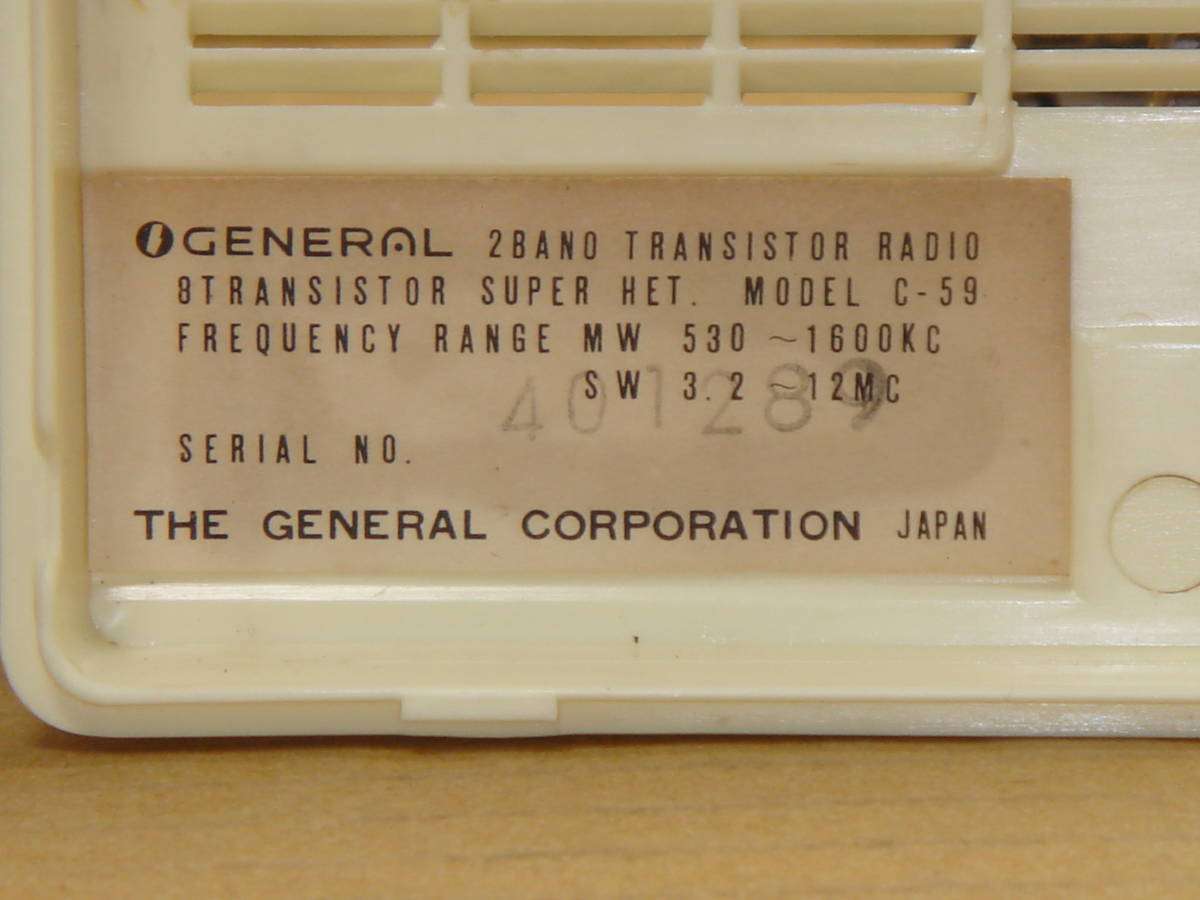 GENERAL 2BAND TRANSISTOR RADIO
8TRANSISTOR SUPER HET. MODEL C-59
FREQUENCY RANGE MW 530 ~1600KC
SW 3.2 ~12MC
401289
SERIAL NO.
THE GENERAL CORPORATION JAPAN